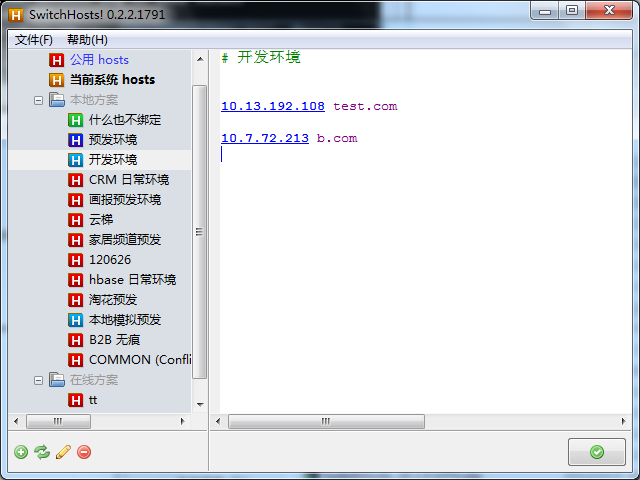 SwitchHosts! 0.2.2.1791
文件(F) 帮助(H)
公用 hosts
当前系统 hosts
本地方案
什么也不绑定
预发环境
开发环境
CRM 日常环境
画报预发环境
云梯
家居频道预发
120626
hbase 日常环境
淘花预发
本地模拟预发
B2B 无痕
COMMON (Confli
在线方案
tt
# 开发环境
10.13.192.108 test.com
10.7.72.213 b.com